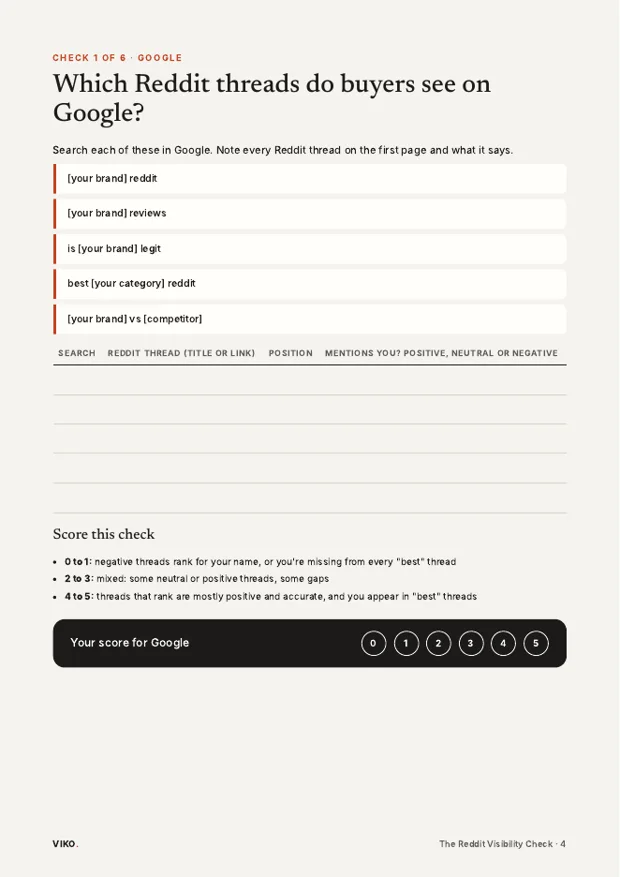 CHECK 1 OF 6 · GOOGLE
Which Reddit threads do buyers see on
Google?
Search each of these in Google. Note every Reddit thread on the first page and what it says.
[your brand] reddit
[your brand] reviews
is [your brand] legit
best [your category] reddit
[your brand] vs [competitor]
SEARCH REDDIT THREAD (TITLE OR LINK) POSITION MENTIONS YOU? POSITIVE, NEUTRAL OR NEGATIVE
Score this check
• 0 to 1: negative threads rank for your name, or you're missing from every "best" thread
• 2 to 3: mixed: some neutral or positive threads, some gaps
• 4 to 5: threads that rank are mostly positive and accurate, and you appear in "best" threads
Your score for Google 0 1 2 3 4 5
VIKO. The Reddit Visibility Check · 4